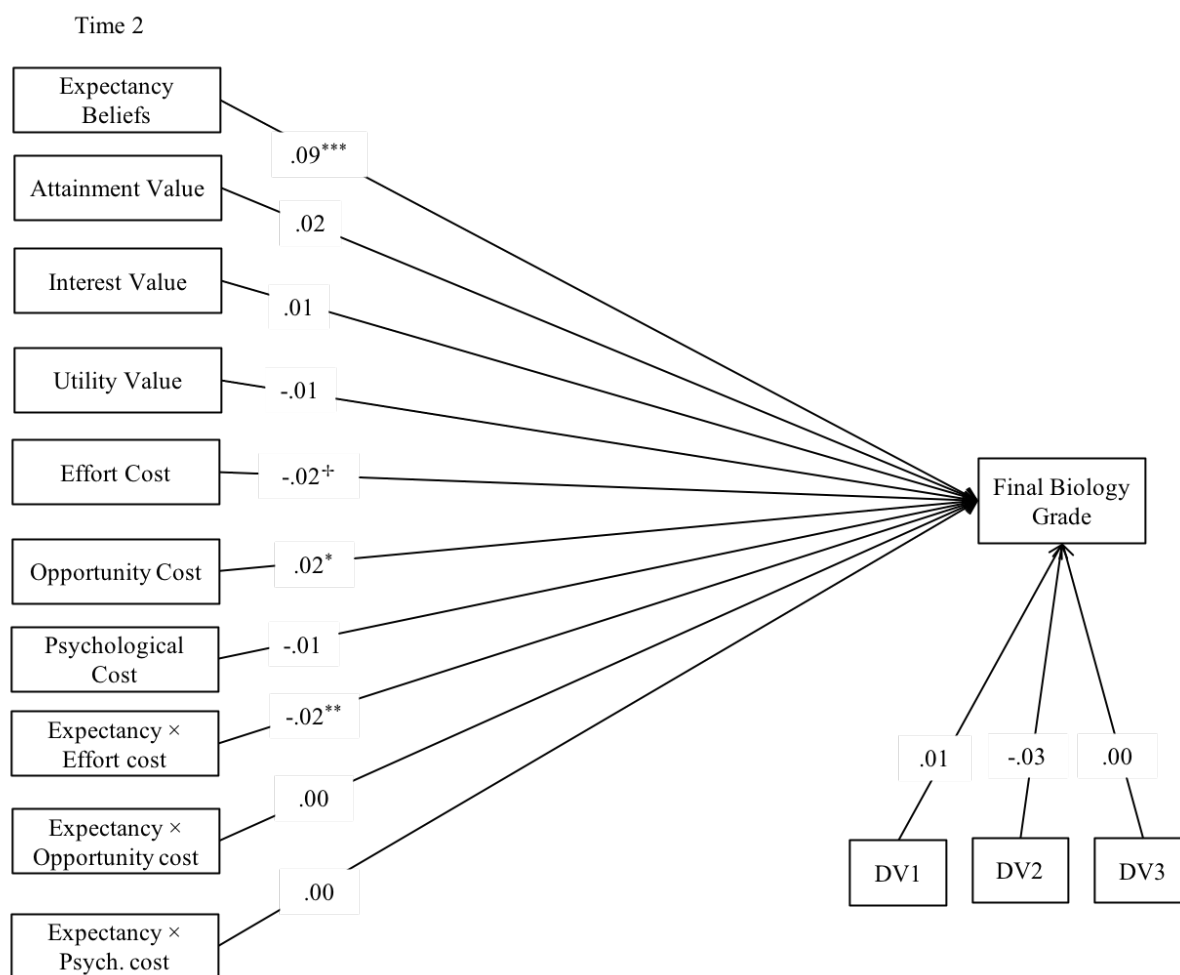 Time 2
Expectancy
Beliefs
.09***
Attainment Value
.02
Interest Value
.01
Utility Value
-.01
Effort Cost
-.02✢
Opportunity Cost
.02*
Psychological
Cost
-.01
Expectancy ×
Effort cost
-.02**
Expectancy ×
Opportunity cost
.00
Expectancy ×
Psych. cost
.00
Final Biology
Grade
.01
-.03
.00
DV1
DV2
DV3